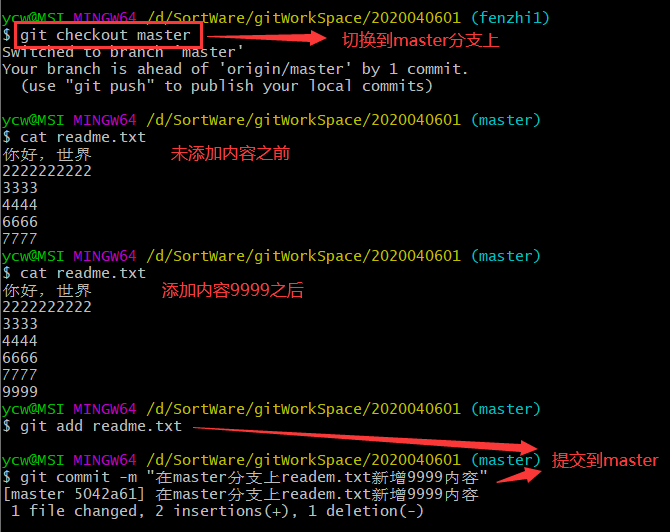 ycw@MSI MINGW64 /d/SortWare/gitWorkSpace/2020040601 (fenzhi1)
$ git checkout master 切换到master分支上
Switched to branch 'master'
Your branch is ahead of 'origin/master' by 1 commit.
(use "git push" to publish your local commits)
ycw@MSI MINGW64 /d/SortWare/gitWorkSpace/2020040601 (master)
$ cat readme.txt
你好，世界 未添加内容之前
2222222222
3333
4444
6666
7777
ycw@MSI MINGW64 /d/SortWare/gitWorkSpace/2020040601 (master)
$ cat readme.txt
你好，世界 添加内容9999之后
2222222222
3333
4444
6666
7777
9999
ycw@MSI MINGW64 /d/SortWare/gitWorkSpace/2020040601 (master)
$ git add readme.txt
ycw@MSI MINGW64 /d/SortWare/gitWorkSpace/2020040601 (master) 提交到master
$ git commit -m "在master分支上readem.txt新增9999内容"
[master 5042a61] 在master分支上readem.txt新增9999内容
1 file changed, 2 insertions(+), 1 deletion(-)